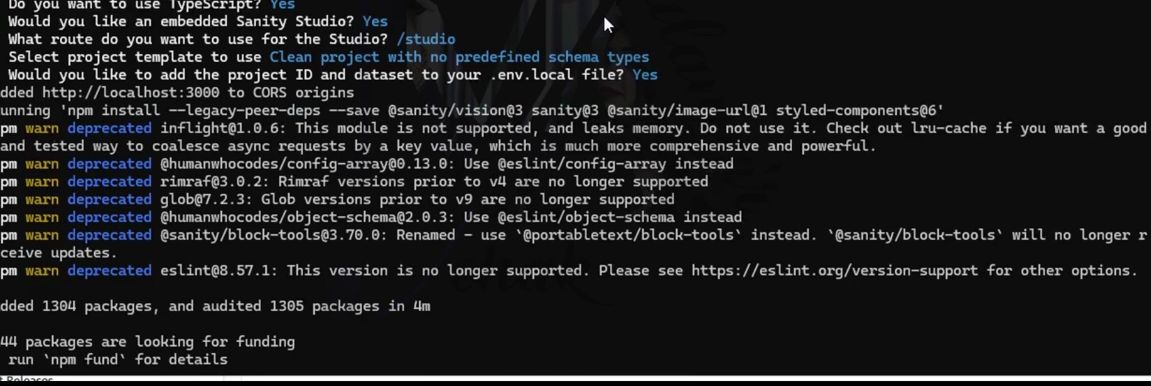 Do you want to use TypeScript? Yes
Would you like an embedded Sanity Studio? Yes
What route do you want to use for the Studio? /studio
Select project template to use Clean project with no predefined schema types
Would you like to add the project ID and dataset to your .env.local file? Yes
dded http://localhost:3000 to CORS origins
unning 'npm install --legacy-peer-deps --save @sanity/vision@3 sanity@3 @sanity/image-url@1 styled-components@6'
pm warn deprecated inflight@1.0.6: This module is not supported, and leaks memory. Do not use it. Check out lru-cache if you want a good
and tested way to coalesce async requests by a key value, which is much more comprehensive and powerful.
pm warn deprecated @humanwhocodes/config-array@0.13.0: Use @eslint/config-array instead
pm warn deprecated rimraf@3.0.2: Rimraf versions prior to v4 are no longer supported
pm warn deprecated glob@7.2.3: Glob versions prior to v9 are no longer supported
pm warn deprecated @humanwhocodes/object-schema@2.0.3: Use @eslint/object-schema instead
pm warn deprecated @sanity/block-tools@3.70.0: Renamed - use `@portabletext/block-tools` instead. `@sanity/block-tools` will no longer r
ceive updates.
pm warn deprecated eslint@8.57.1: This version is no longer supported. Please see https://eslint.org/version-support for other options.
dded 1304 packages, and audited 1305 packages in 4m
44 packages are looking for funding
run `npm fund` for details
t Releases